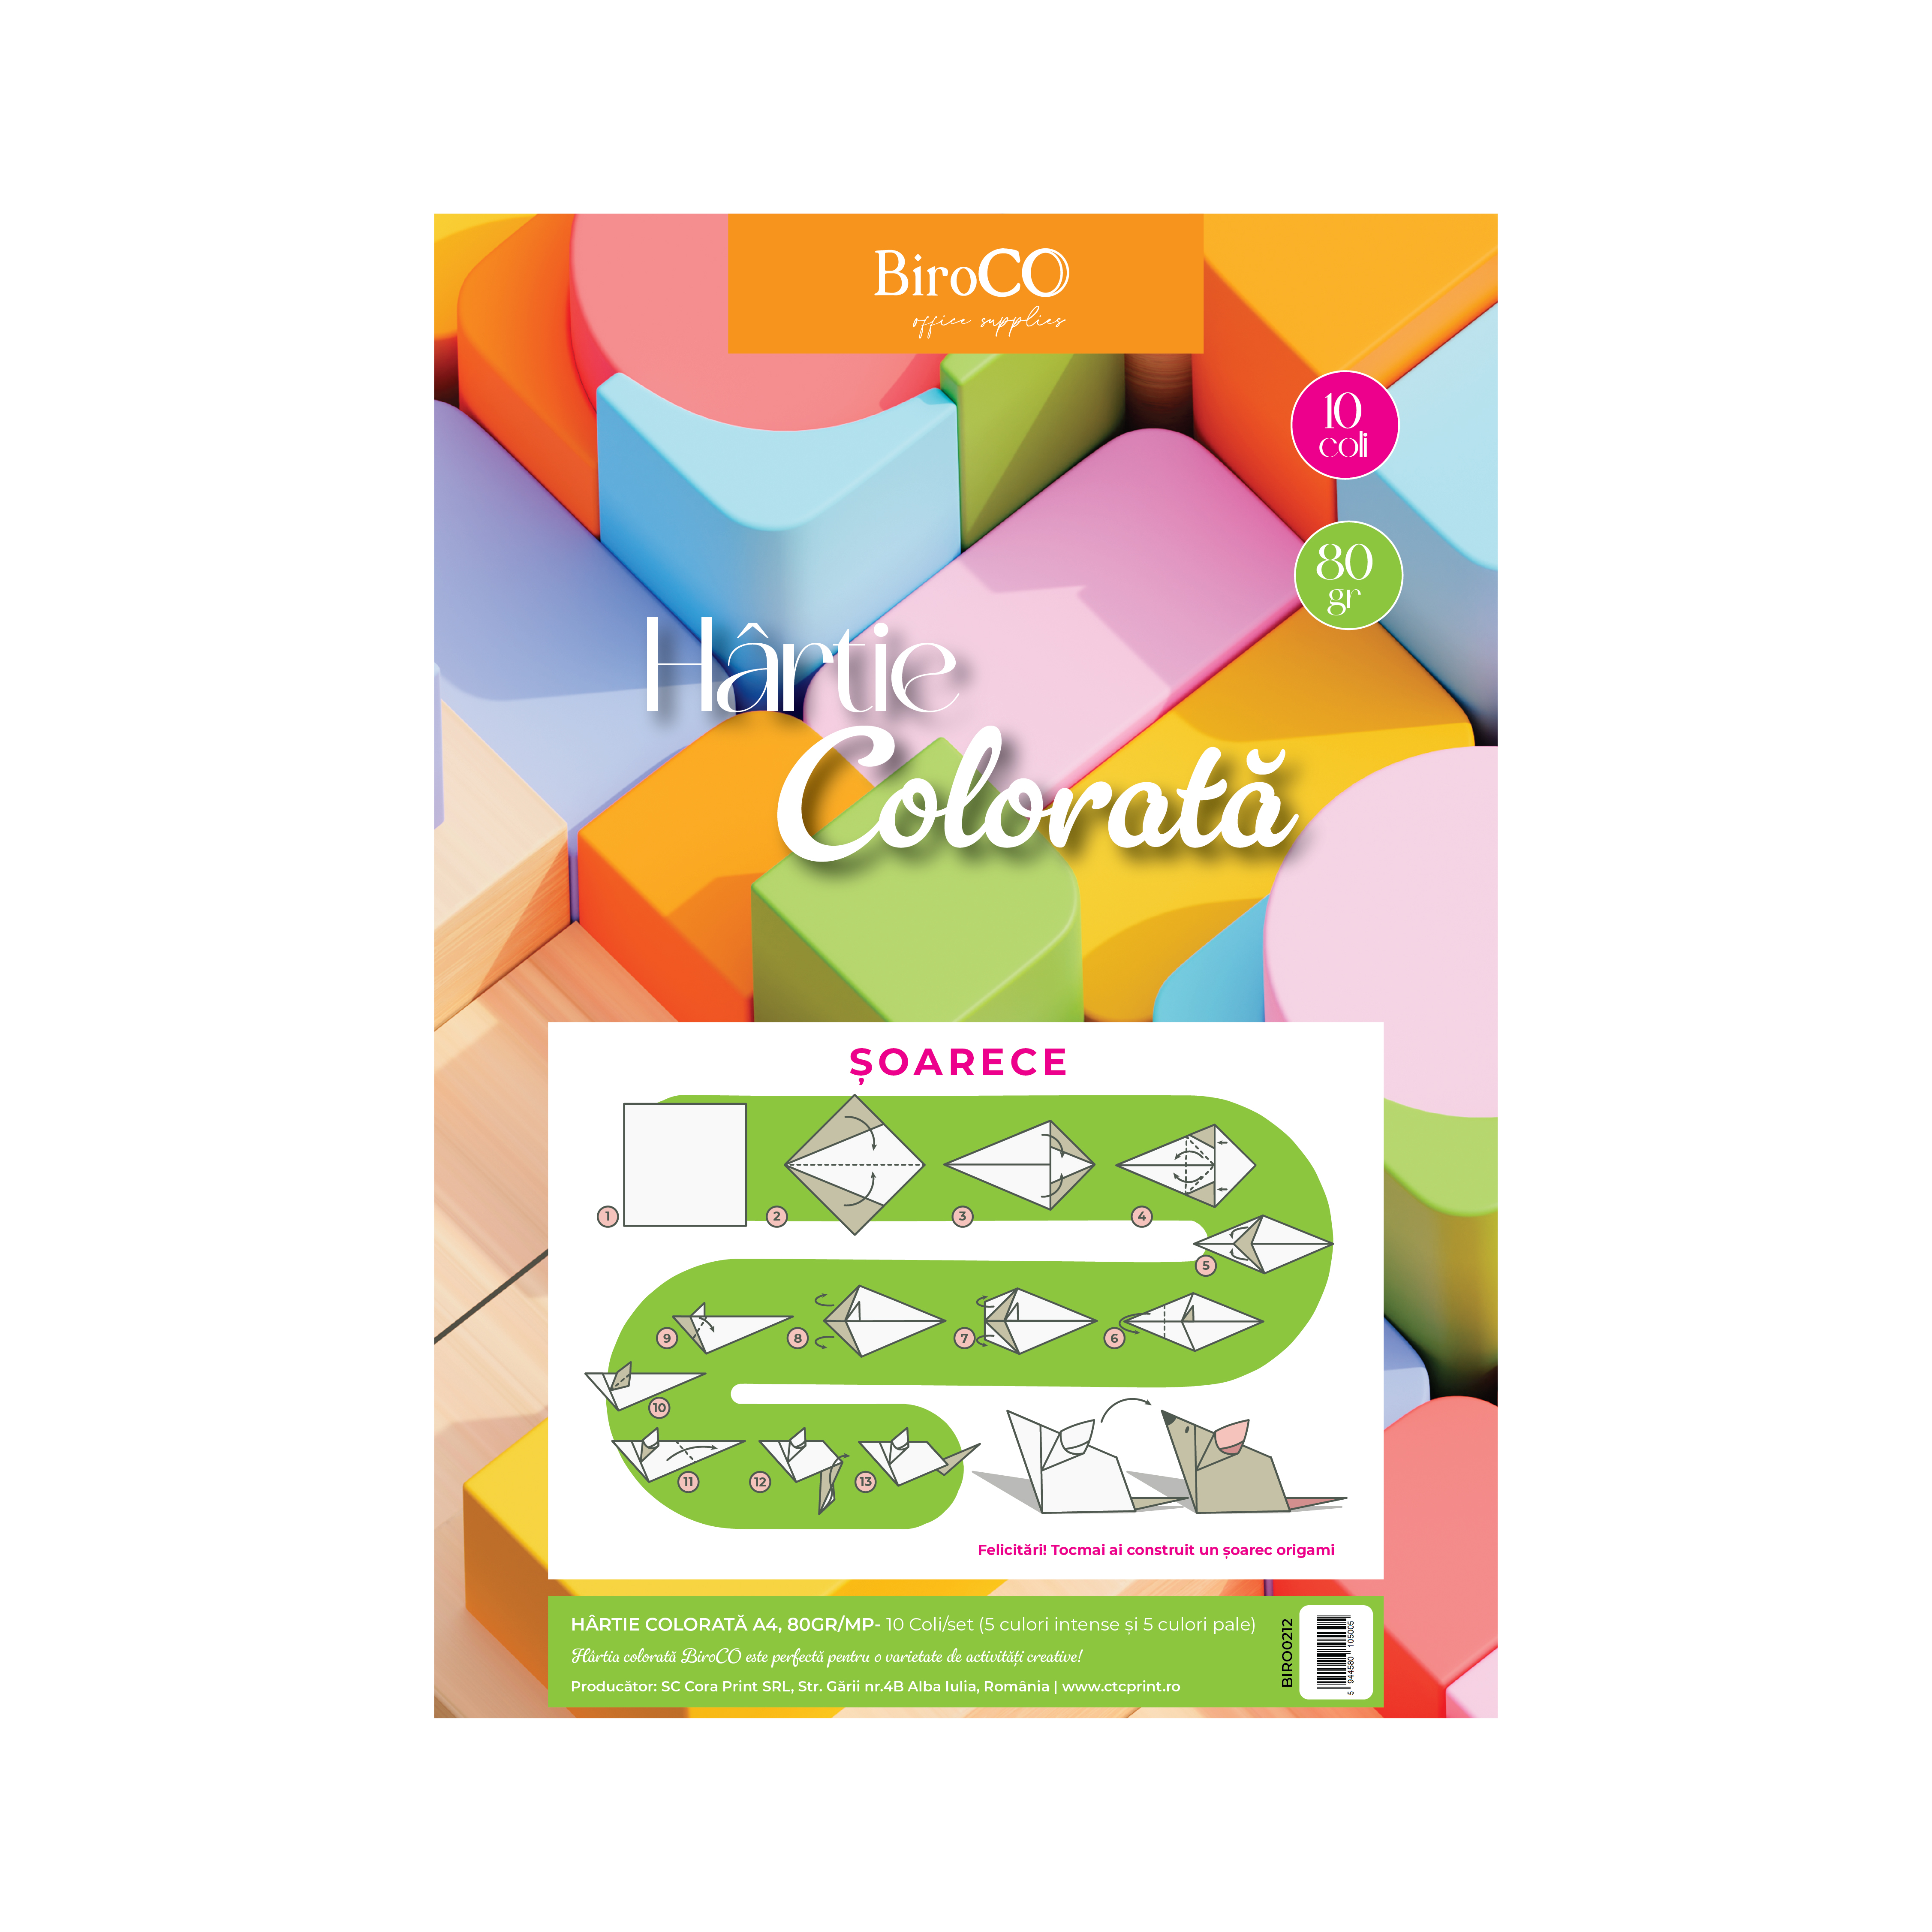 BiroCO
office supplies
10
coli
80
gr
Hârtie
Colorată
ȘOARECE
1
2
3
4
5
9
8
7
6
10
11
12
13
Felicitări! Tocmai ai construit un șoarec origami
HÂRTIE COLORATĂ A4, 80GR/MP- 10 Coli/set (5 culori intense și 5 culori pale)
Hârtia colorată BiroCO este perfectă pentru o varietate de activități creative!
Producător: SC Cora Print SRL, Str. Gării nr.4B Alba Iulia, România | www.ctcprint.ro
BIRO0212
5 944580 105005